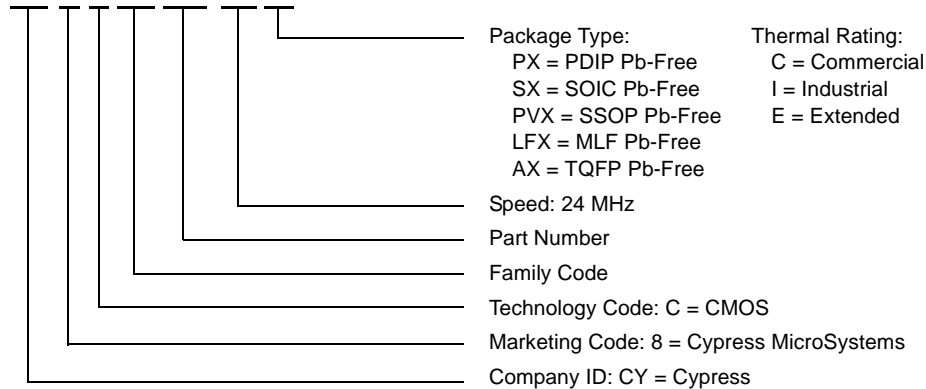 Package Type: Thermal Rating:
PX = PDIP Pb-Free C = Commercial
SX = SOIC Pb-Free I = Industrial
PVX = SSOP Pb-Free E = Extended
LFX = MLF Pb-Free
AX = TQFP Pb-Free
Speed: 24 MHz
Part Number
Family Code
Technology Code: C = CMOS
Marketing Code: 8 = Cypress MicroSystems
Company ID: CY = Cypress